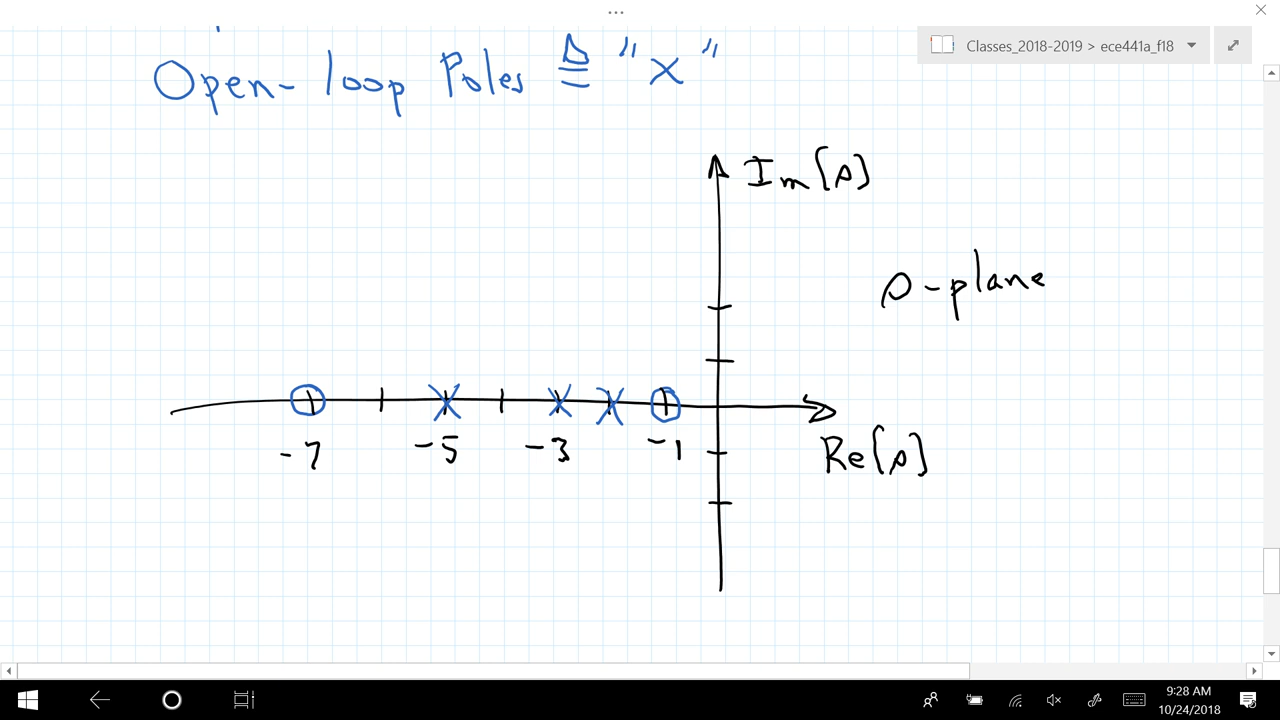 ...
Classes_2018-2019 > ece441a_f18
Open-loop Poles ≜ "x"
Im[s]
s-plane
-7 -5 -3 -1
Re[s]
9:28 AM
10/24/2018